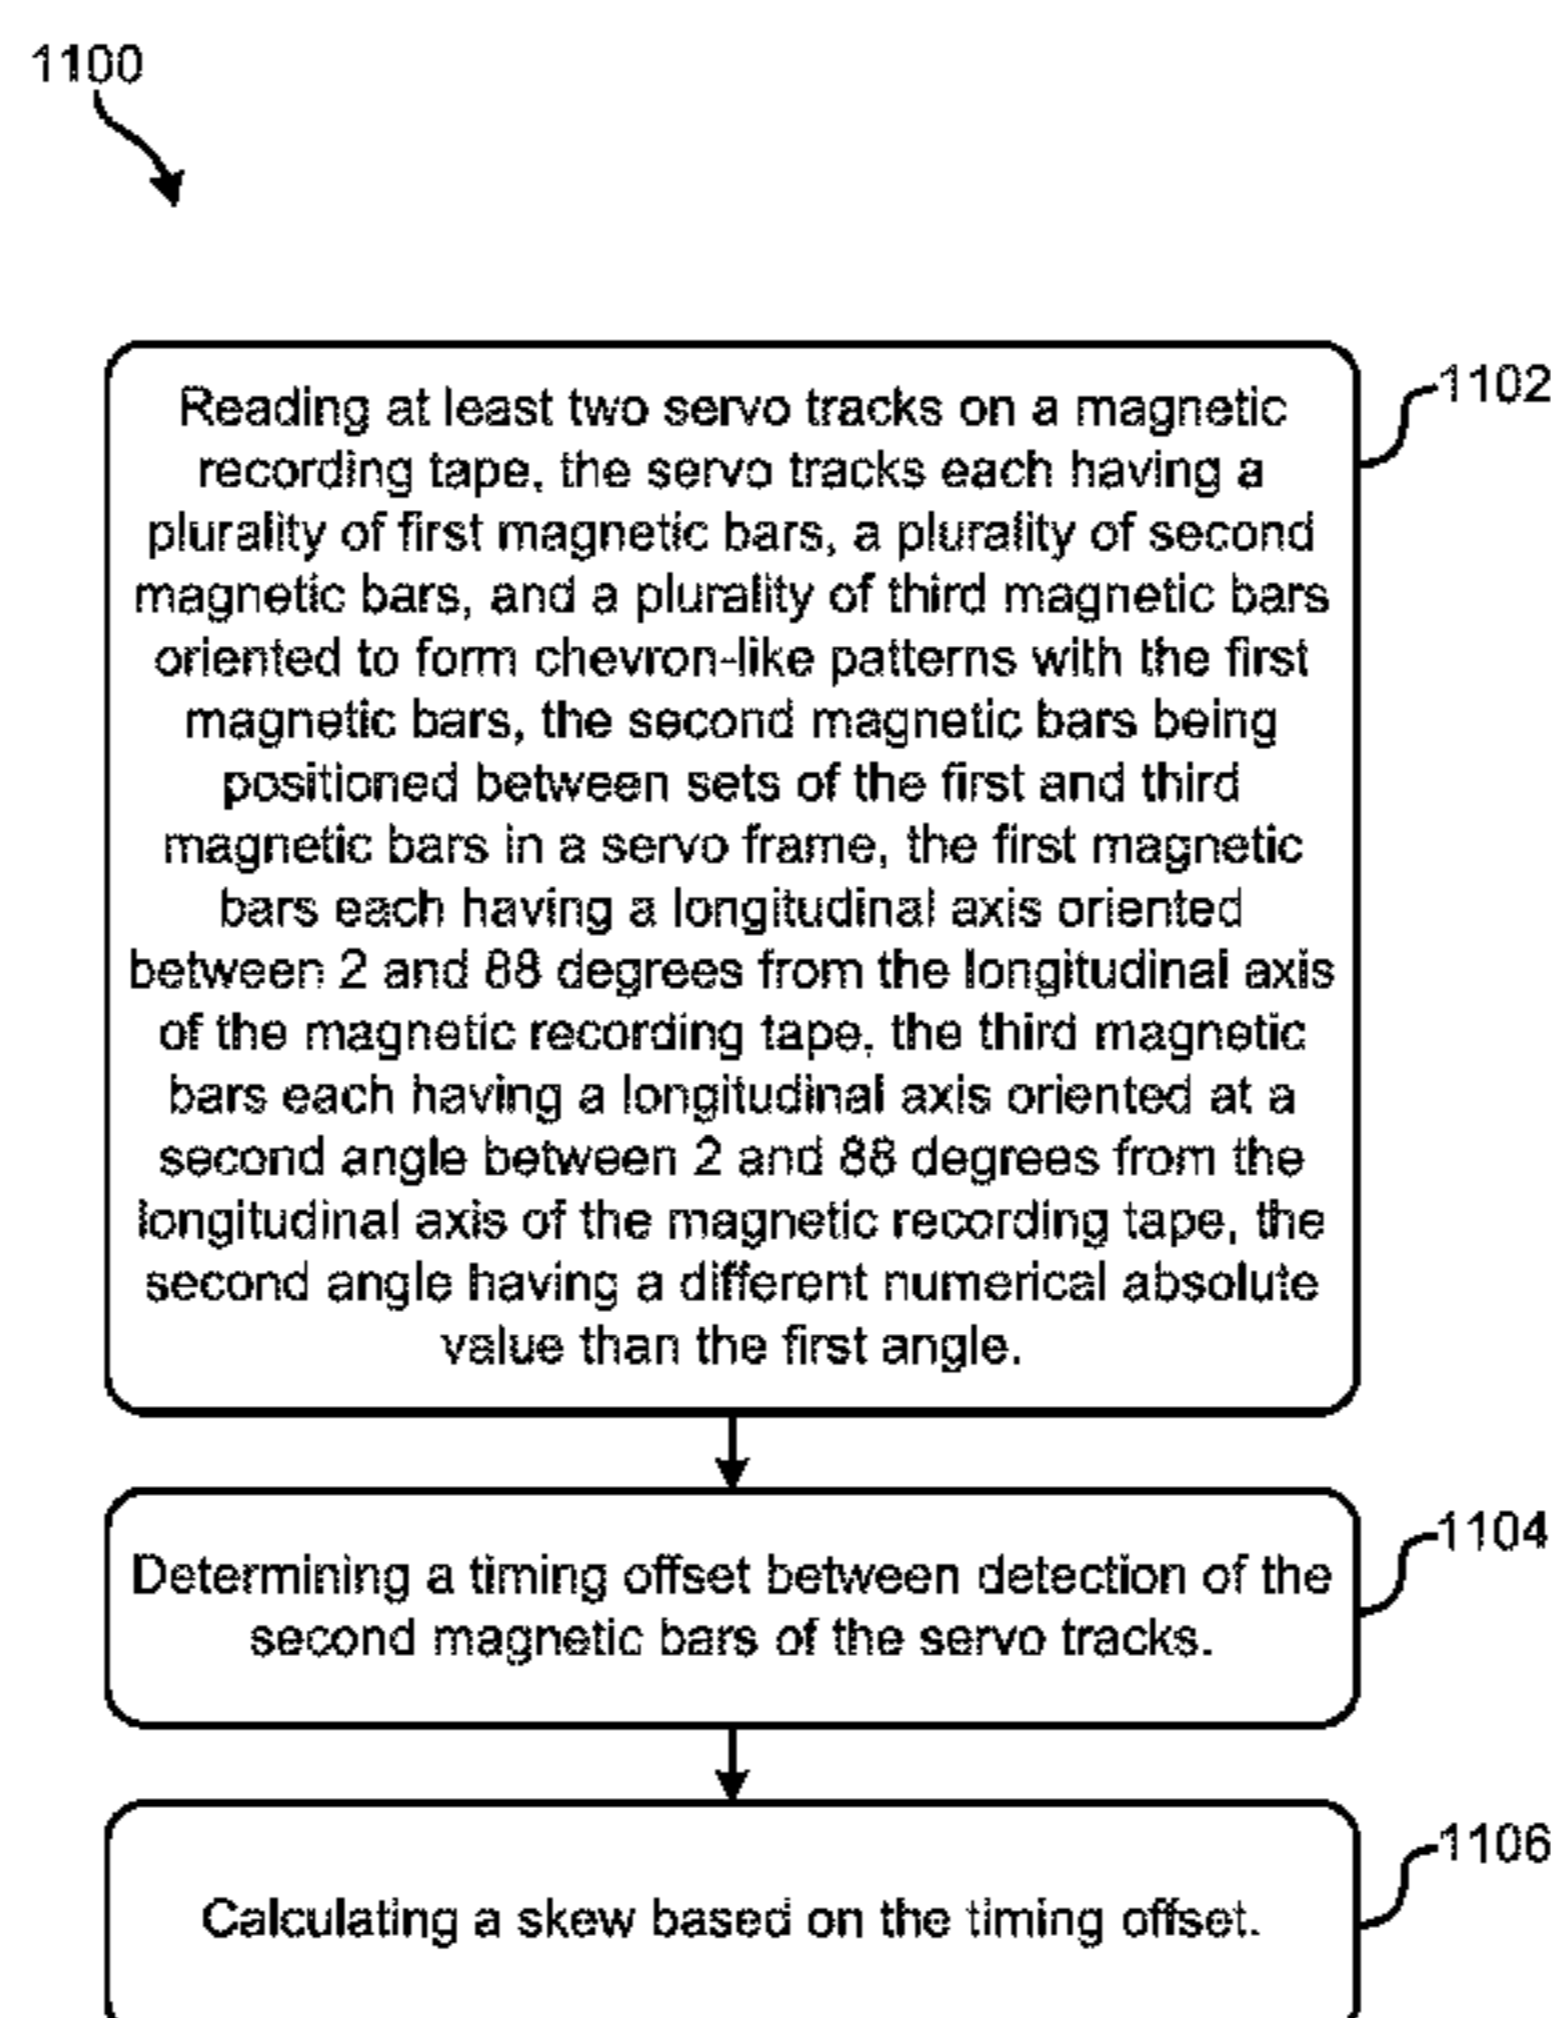 1100
1102
Reading at least two servo tracks on a magnetic
recording tape, the servo tracks each having a
plurality of first magnetic bars, a plurality of second
magnetic bars, and a plurality of third magnetic bars
oriented to form chevron-like patterns with the first
magnetic bars, the second magnetic bars being
positioned between sets of the first and third
magnetic bars in a servo frame, the first magnetic
bars each having a longitudinal axis oriented
between 2 and 88 degrees from the longitudinal axis
of the magnetic recording tape, the third magnetic
bars each having a longitudinal axis oriented at a
second angle between 2 and 88 degrees from the
longitudinal axis of the magnetic recording tape, the
second angle having a different numerical absolute
value than the first angle.
1104
Determining a timing offset between detection of the
second magnetic bars of the servo tracks.
1106
Calculating a skew based on the timing offset.